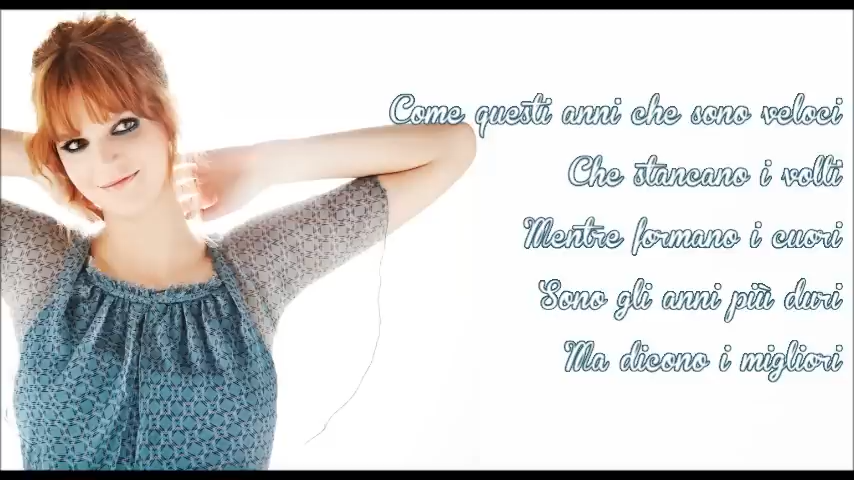 Come questi anni che sono veloci
Che stancano i volti
Mentre formano i cuori
Sono gli anni più duri
Ma dicono i migliori